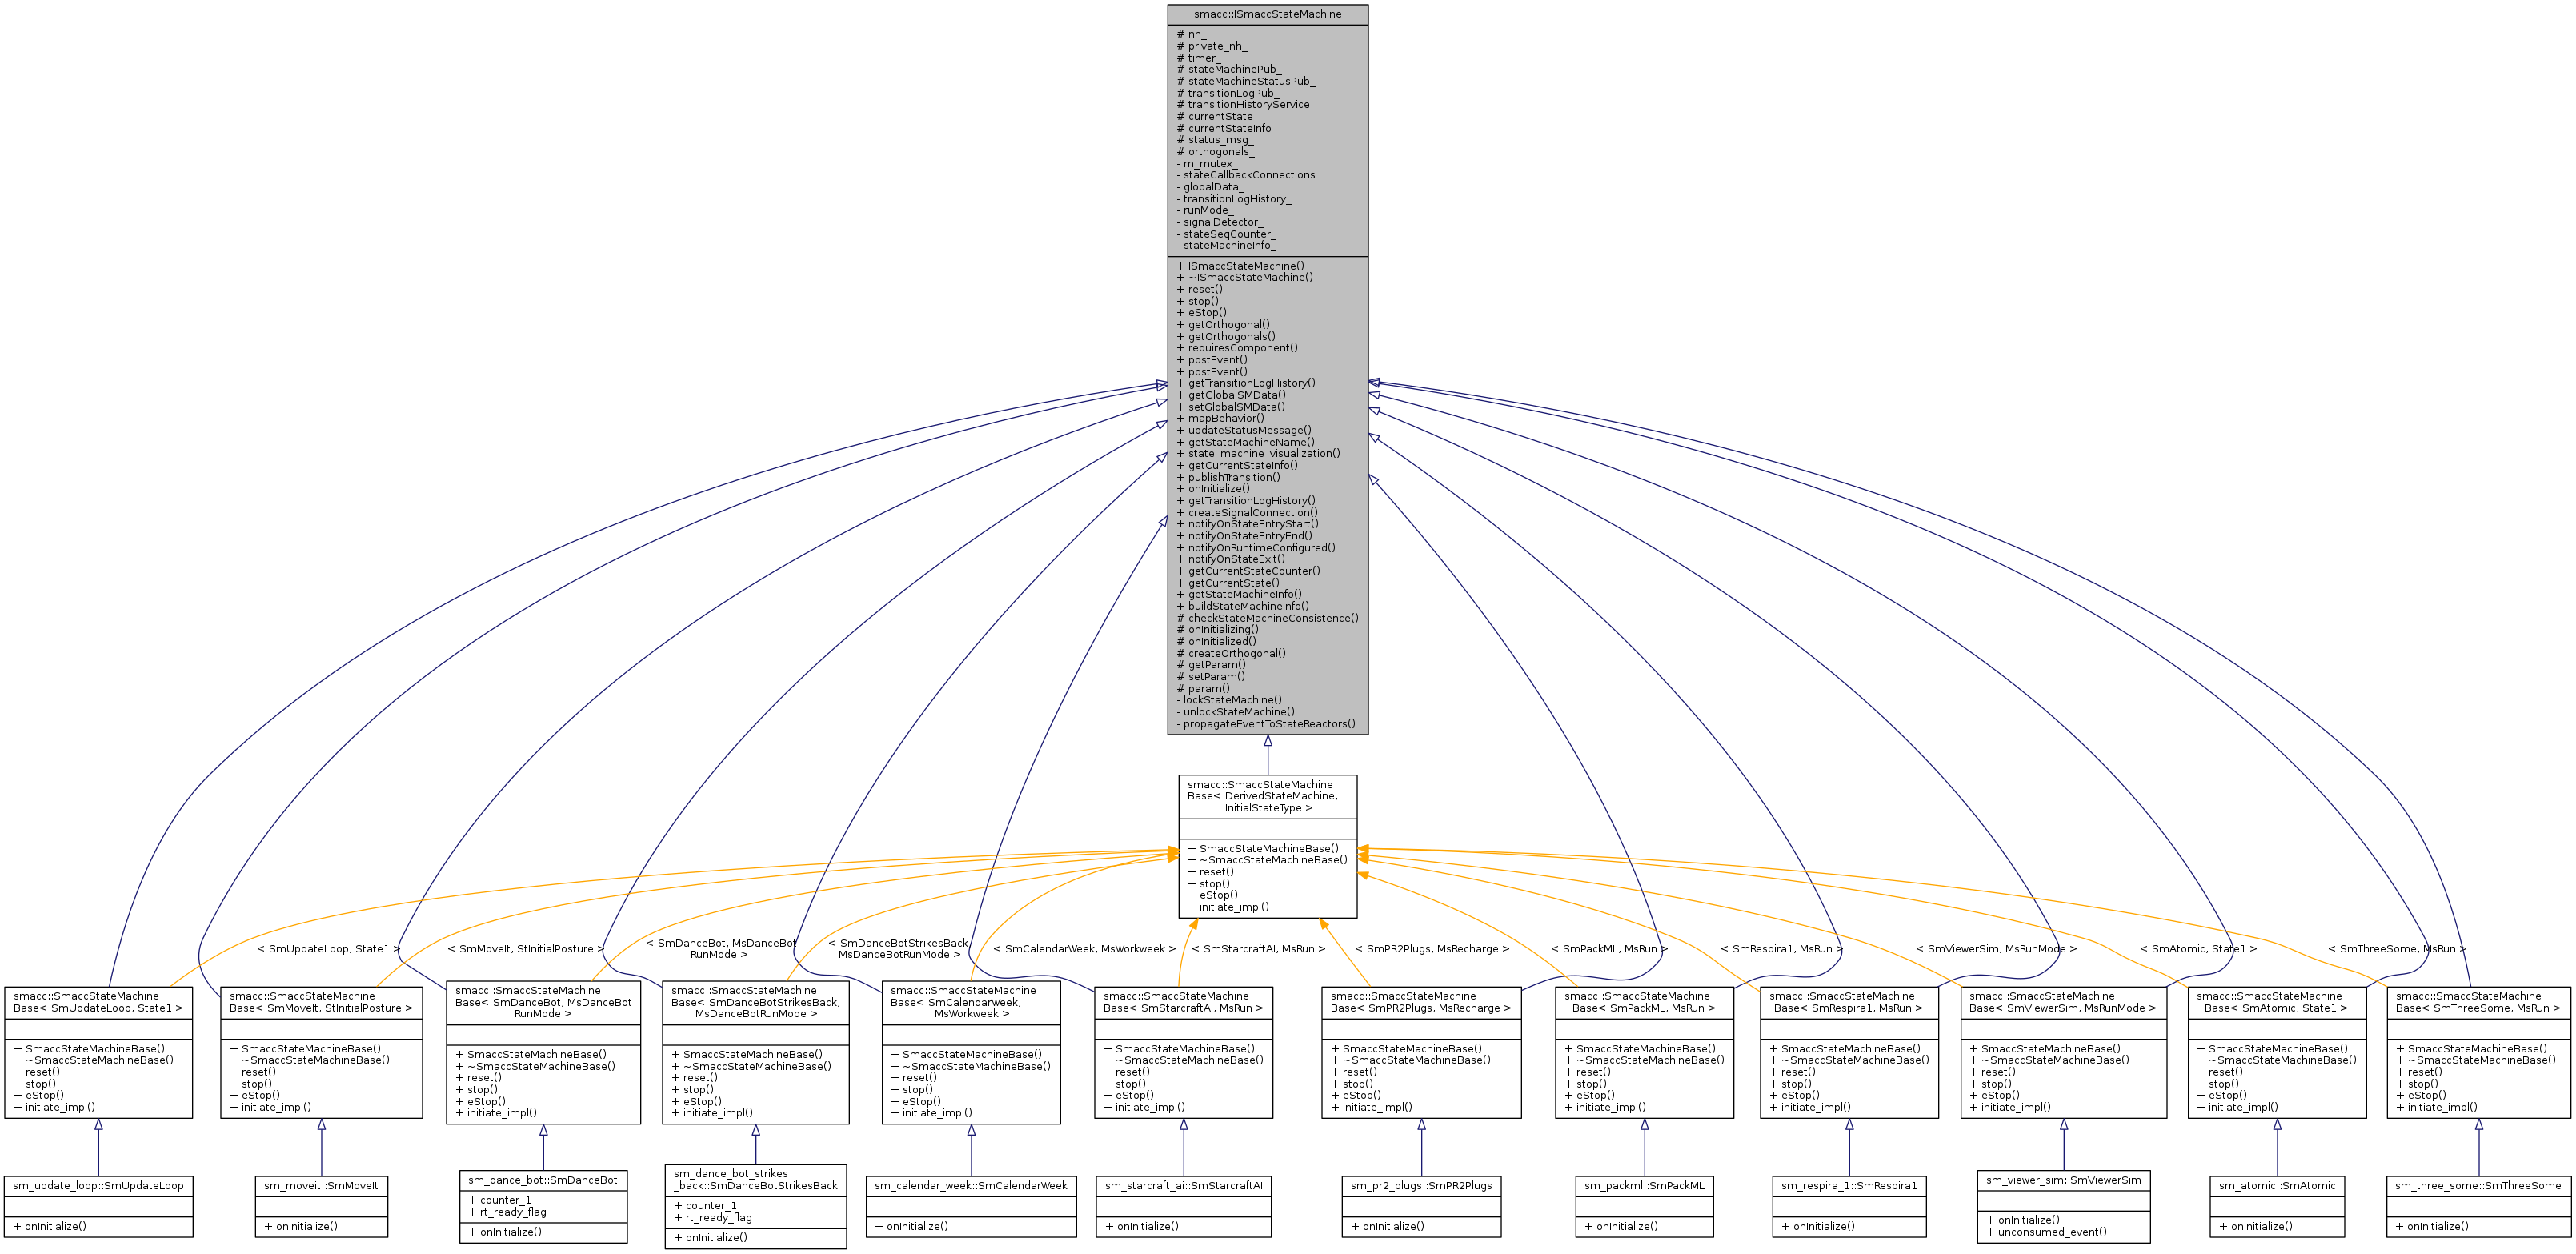 smacc::ISmaccStateMachine
# nh_
# private_nh_
# timer_
# stateMachinePub_
# stateMachineStatusPub_
# transitionLogPub_
# transitionHistoryService_
# currentState_
# currentStateInfo_
# status_msg_
# orthogonals_
- m_mutex_
- stateCallbackConnections
- globalData_
- transitionLogHistory_
- runMode_
- signalDetector_
- stateSeqCounter_
- stateMachineInfo_
+ ISmaccStateMachine()
+ ~ISmaccStateMachine()
+ reset()
+ stop()
+ eStop()
+ getOrthogonal()
+ getOrthogonals()
+ requiresComponent()
+ postEvent()
+ postEvent()
+ getTransitionLogHistory()
+ getGlobalSMData()
+ setGlobalSMData()
+ mapBehavior()
+ updateStatusMessage()
+ getStateMachineName()
+ state_machine_visualization()
+ getCurrentStateInfo()
+ publishTransition()
+ onInitialize()
+ getTransitionLogHistory()
+ createSignalConnection()
+ notifyOnStateEntryStart()
+ notifyOnStateEntryEnd()
+ notifyOnRuntimeConfigured()
+ notifyOnStateExit()
+ getCurrentStateCounter()
+ getCurrentState()
+ getStateMachineInfo()
+ buildStateMachineInfo()
# checkStateMachineConsistence()
# onInitializing()
# onInitialized()
# createOrthogonal()
# getParam()
# setParam()
# param()
- lockStateMachine()
- unlockStateMachine()
- propagateEventToStateReactors()
smacc::SmaccStateMachine
Base< DerivedStateMachine,
InitialStateType >
+ SmaccStateMachineBase()
+ ~SmaccStateMachineBase()
+ reset()
+ stop()
+ eStop()
+ initiate_impl()
< SmUpdateLoop, State1 >
< SmMoveIt, StInitialPosture >
< SmDanceBot, MsDanceBot
RunMode >
< SmDanceBotStrikesBack,
MsDanceBotRunMode >
< SmCalendarWeek, MsWorkweek >
< SmStarcraftAI, MsRun >
< SmPR2Plugs, MsRecharge >
< SmPackML, MsRun >
< SmRespira1, MsRun >
< SmViewerSim, MsRunMode >
< SmAtomic, State1 >
< SmThreeSome, MsRun >
smacc::SmaccStateMachine
Base< SmUpdateLoop, State1 >
+ SmaccStateMachineBase()
+ ~SmaccStateMachineBase()
+ reset()
+ stop()
+ eStop()
+ initiate_impl()
smacc::SmaccStateMachine
Base< SmMoveIt, StInitialPosture >
+ SmaccStateMachineBase()
+ ~SmaccStateMachineBase()
+ reset()
+ stop()
+ eStop()
+ initiate_impl()
smacc::SmaccStateMachine
Base< SmDanceBot, MsDanceBot
RunMode >
+ SmaccStateMachineBase()
+ ~SmaccStateMachineBase()
+ reset()
+ stop()
+ eStop()
+ initiate_impl()
smacc::SmaccStateMachine
Base< SmDanceBotStrikesBack,
MsDanceBotRunMode >
+ SmaccStateMachineBase()
+ ~SmaccStateMachineBase()
+ reset()
+ stop()
+ eStop()
+ initiate_impl()
smacc::SmaccStateMachine
Base< SmCalendarWeek,
MsWorkweek >
+ SmaccStateMachineBase()
+ ~SmaccStateMachineBase()
+ reset()
+ stop()
+ eStop()
+ initiate_impl()
smacc::SmaccStateMachine
Base< SmStarcraftAI, MsRun >
+ SmaccStateMachineBase()
+ ~SmaccStateMachineBase()
+ reset()
+ stop()
+ eStop()
+ initiate_impl()
smacc::SmaccStateMachine
Base< SmPR2Plugs, MsRecharge >
+ SmaccStateMachineBase()
+ ~SmaccStateMachineBase()
+ reset()
+ stop()
+ eStop()
+ initiate_impl()
smacc::SmaccStateMachine
Base< SmPackML, MsRun >
+ SmaccStateMachineBase()
+ ~SmaccStateMachineBase()
+ reset()
+ stop()
+ eStop()
+ initiate_impl()
smacc::SmaccStateMachine
Base< SmRespira1, MsRun >
+ SmaccStateMachineBase()
+ ~SmaccStateMachineBase()
+ reset()
+ stop()
+ eStop()
+ initiate_impl()
smacc::SmaccStateMachine
Base< SmViewerSim, MsRunMode >
+ SmaccStateMachineBase()
+ ~SmaccStateMachineBase()
+ reset()
+ stop()
+ eStop()
+ initiate_impl()
smacc::SmaccStateMachine
Base< SmAtomic, State1 >
+ SmaccStateMachineBase()
+ ~SmaccStateMachineBase()
+ reset()
+ stop()
+ eStop()
+ initiate_impl()
smacc::SmaccStateMachine
Base< SmThreeSome, MsRun >
+ SmaccStateMachineBase()
+ ~SmaccStateMachineBase()
+ reset()
+ stop()
+ eStop()
+ initiate_impl()
sm_update_loop::SmUpdateLoop
+ onInitialize()
sm_moveit::SmMoveIt
+ onInitialize()
sm_dance_bot::SmDanceBot
+ counter_1
+ rt_ready_flag
+ onInitialize()
sm_dance_bot_strikes
_back::SmDanceBotStrikesBack
+ counter_1
+ rt_ready_flag
+ onInitialize()
sm_calendar_week::SmCalendarWeek
+ onInitialize()
sm_starcraft_ai::SmStarcraftAI
+ onInitialize()
sm_pr2_plugs::SmPR2Plugs
+ onInitialize()
sm_packml::SmPackML
+ onInitialize()
sm_respira_1::SmRespira1
+ onInitialize()
sm_viewer_sim::SmViewerSim
+ onInitialize()
+ unconsumed_event()
sm_atomic::SmAtomic
+ onInitialize()
sm_three_some::SmThreeSome
+ onInitialize()